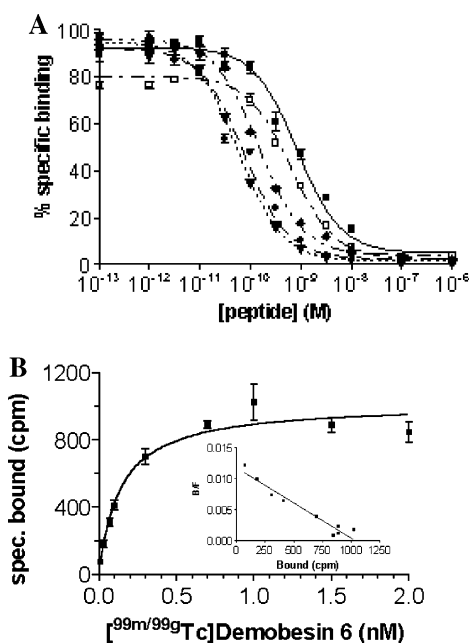 A
% specific binding
100
80
60
40
20
0
10⁻¹³ 10⁻¹² 10⁻¹¹ 10⁻¹⁰ 10⁻⁹ 10⁻⁸ 10⁻⁷ 10⁻⁶
[peptide] (M)
B
spec. bound (cpm)
1200
800
400
0
0.0 0.5 1.0 1.5 2.0
[⁹⁹ᵐ/⁹⁹ᵍTc]Demobesin 6 (nM)
B/F
0.015
0.010
0.005
0.000
0 250 500 750 1000 1250
Bound (cpm)